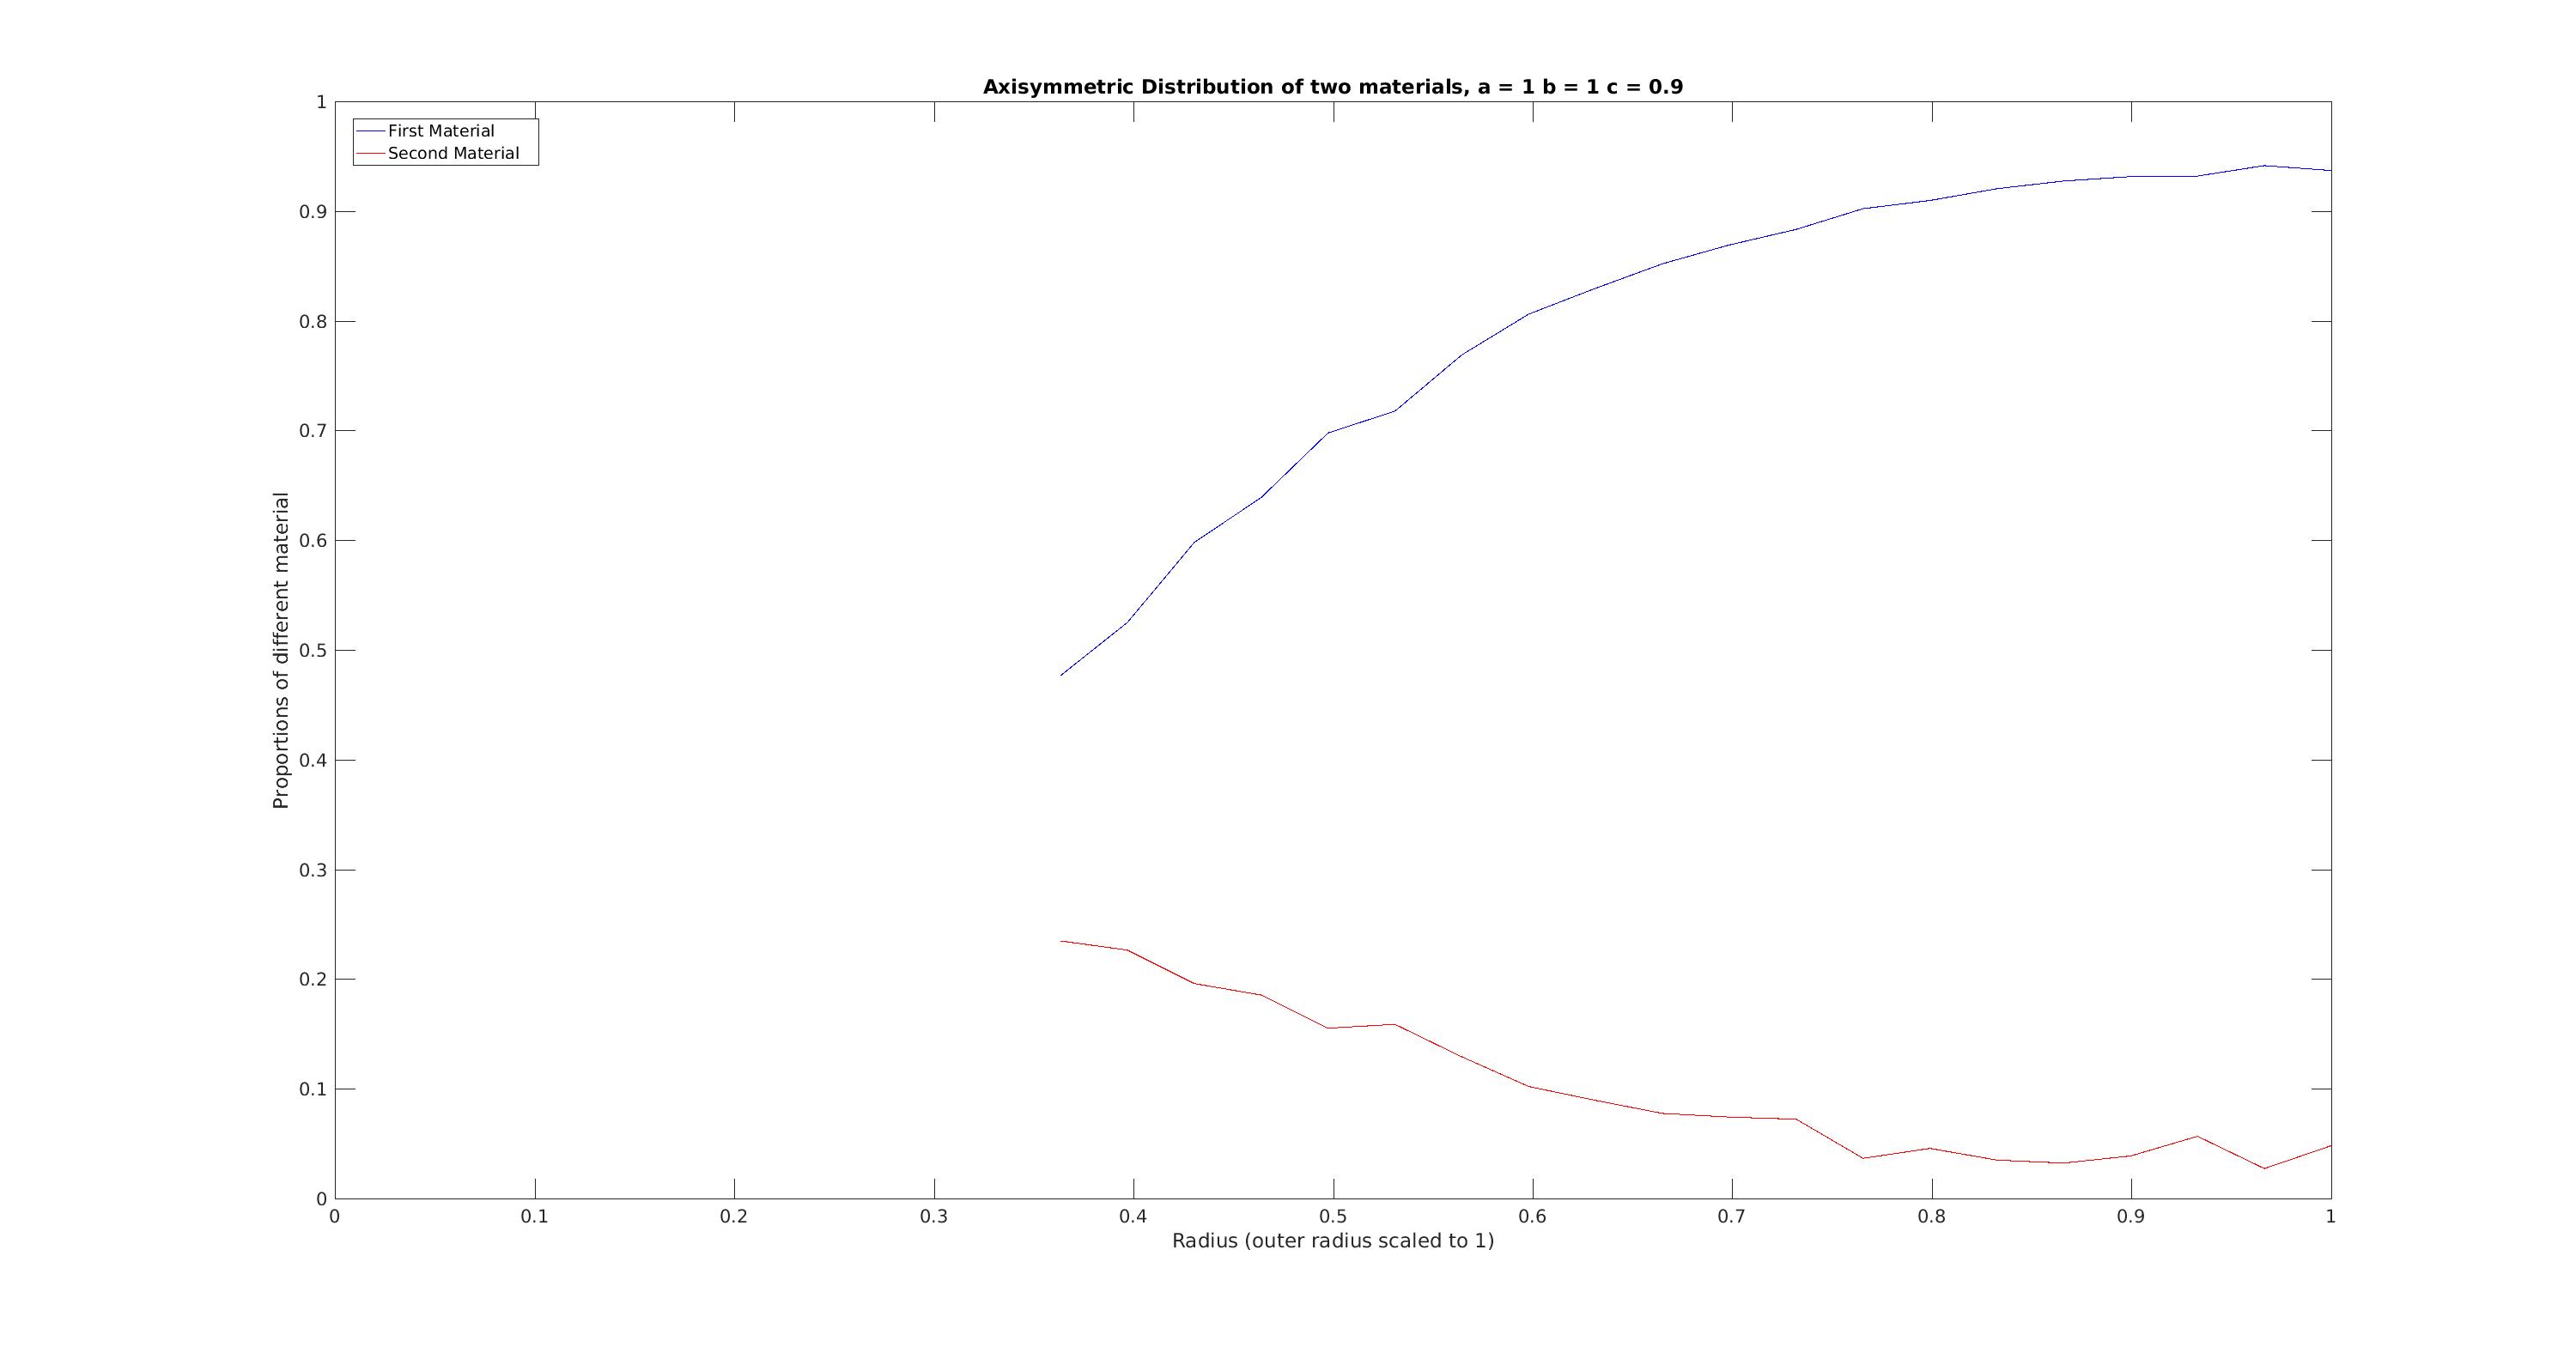 Axisymmetric Distribution of two materials, a = 1 b = 1 c = 0.9
First Material
Second Material
Proportions of different material
1
0.9
0.8
0.7
0.6
0.5
0.4
0.3
0.2
0.1
0
0 0.1 0.2 0.3 0.4 0.5 0.6 0.7 0.8 0.9 1
Radius (outer radius scaled to 1)